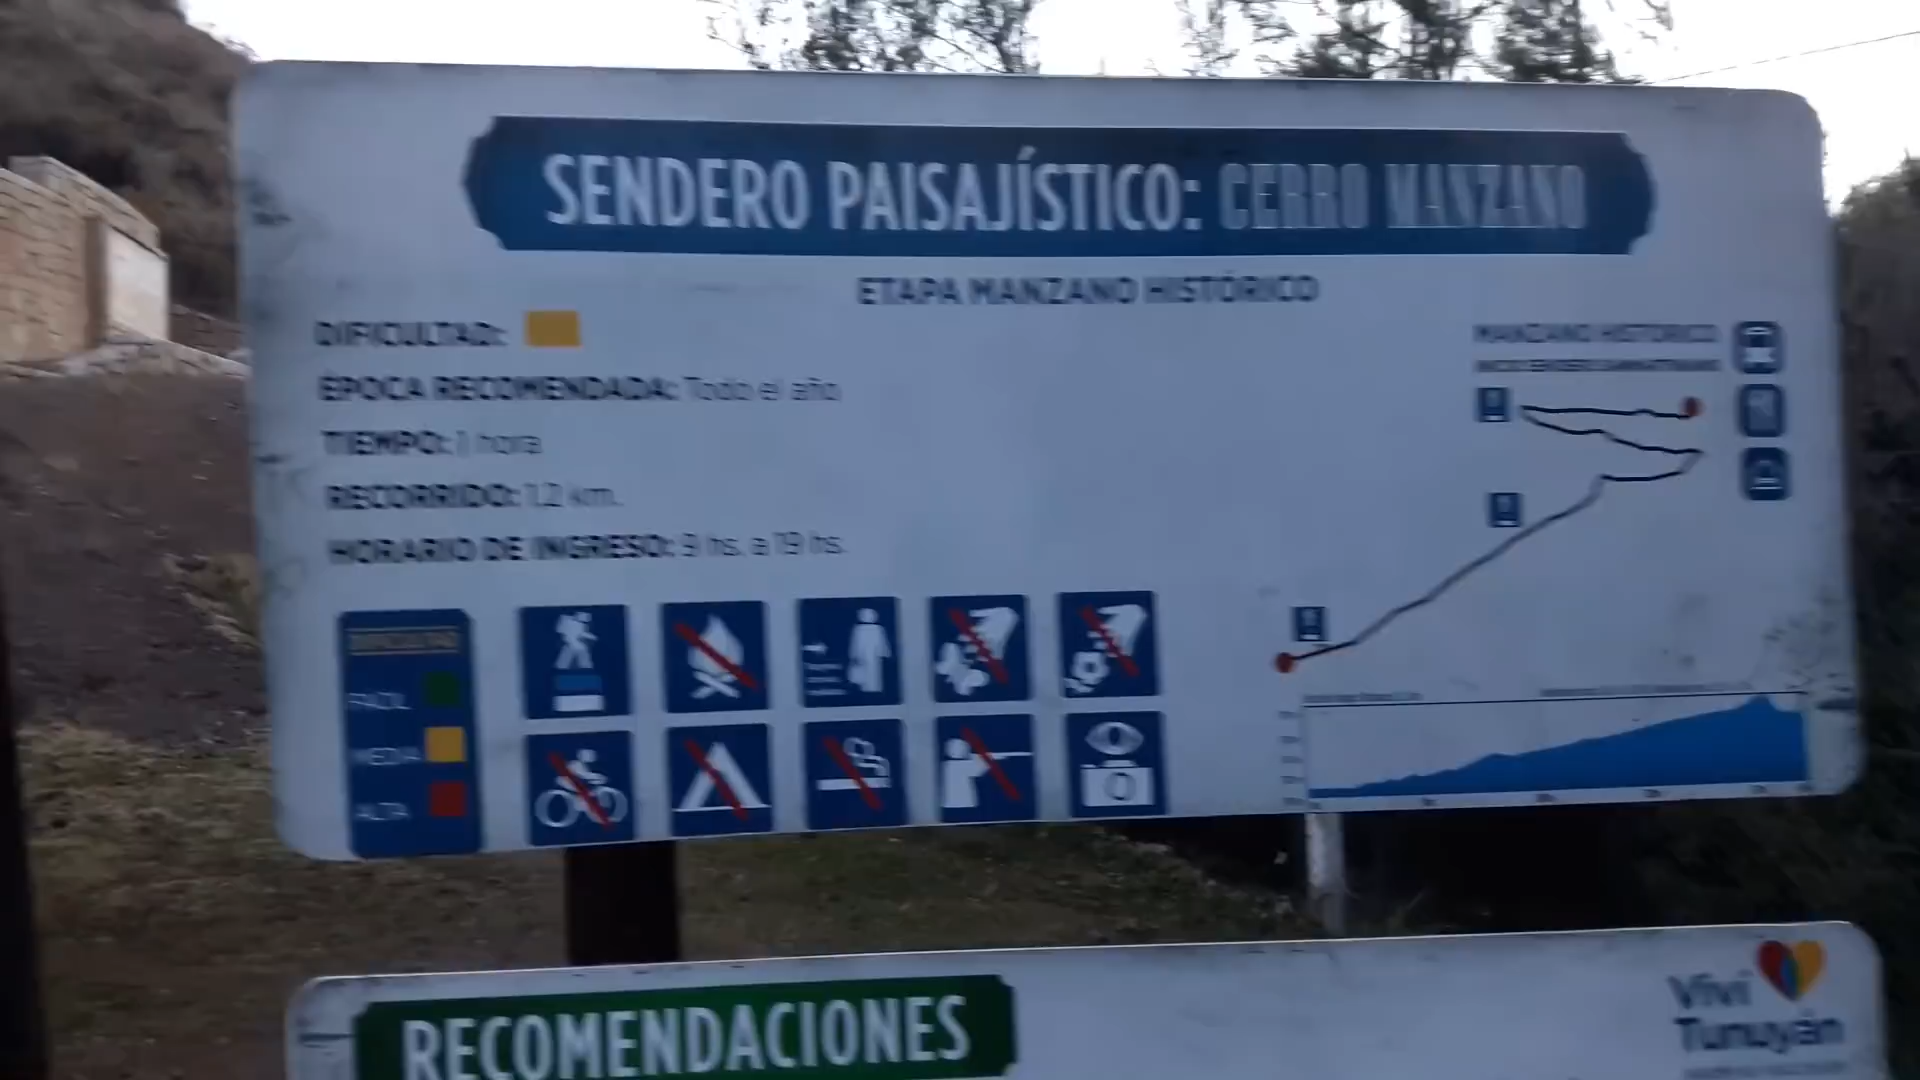 SENDERO PAISAJÍSTICO: CERRO MANZANO
ETAPA MANZANO HISTÓRICO
DIFICULTAD:
ÉPOCA RECOMENDADA: Todo el año
TIEMPO: 1 hora
RECORRIDO: 1,2 km.
HORARIO DE INGRESO: 9 hs. a 19 hs.
MANZANO HISTÓRICO
DIFICULTAD
FÁCIL
MEDIA
ALTA
RECOMENDACIONES
Viví
Tunuyán